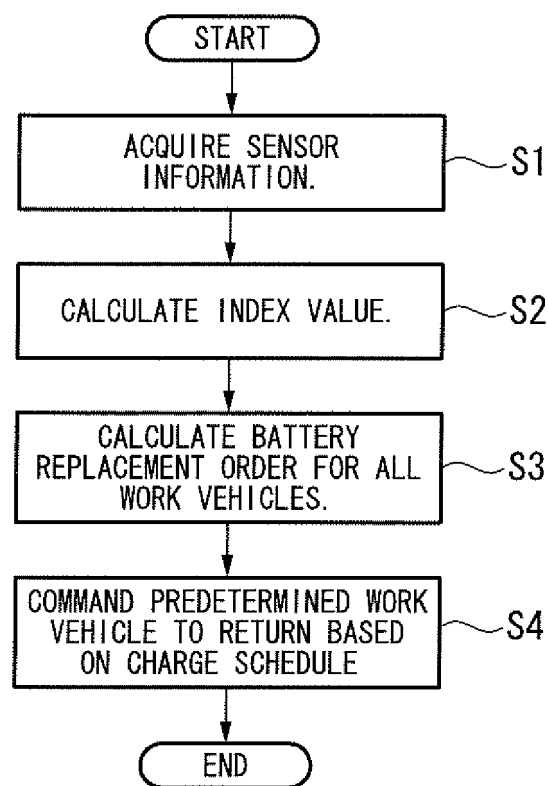 START
ACQUIRE SENSOR
INFORMATION.
S1
CALCULATE INDEX VALUE.
S2
CALCULATE BATTERY
REPLACEMENT ORDER FOR ALL
WORK VEHICLES.
S3
COMMAND PREDETERMINED WORK
VEHICLE TO RETURN BASED
ON CHARGE SCHEDULE
S4
END